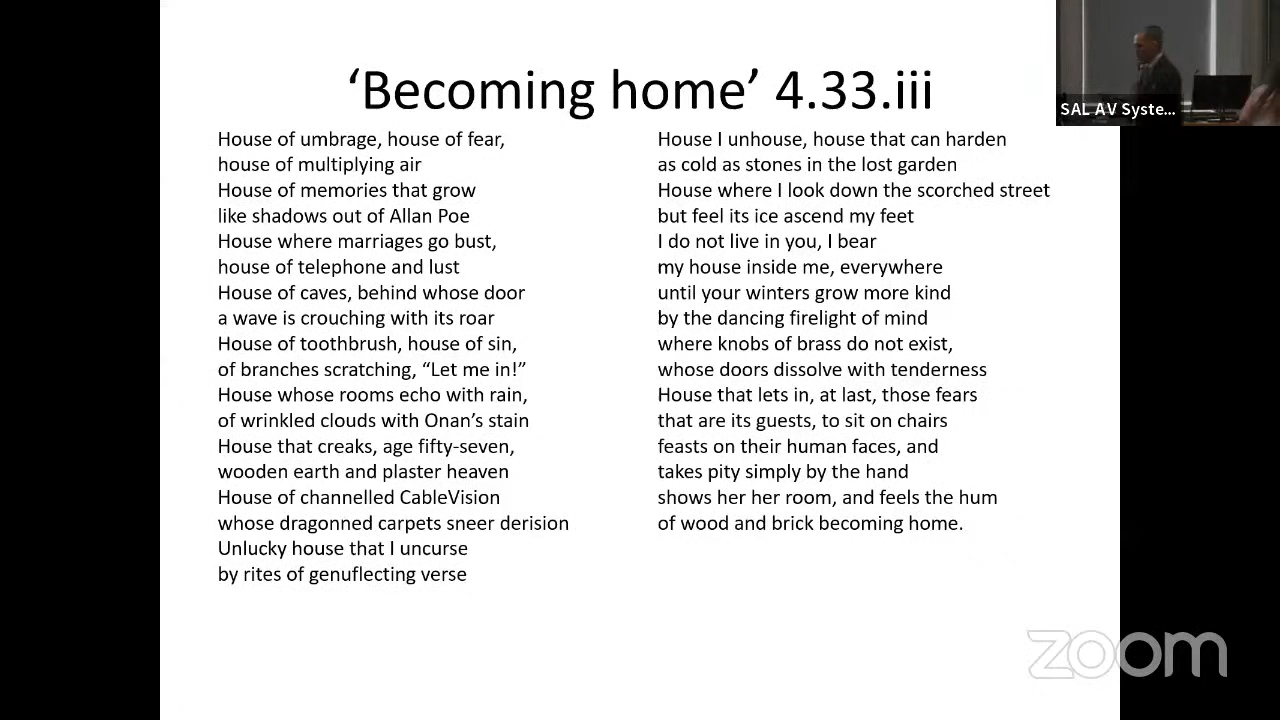 ‘Becoming home’ 4.33.iii
House of umbrage, house of fear,
house of multiplying air
House of memories that grow
like shadows out of Allan Poe
House where marriages go bust,
house of telephone and lust
House of caves, behind whose door
a wave is crouching with its roar
House of toothbrush, house of sin,
of branches scratching, “Let me in!”
House whose rooms echo with rain,
of wrinkled clouds with Onan’s stain
House that creaks, age fifty-seven,
wooden earth and plaster heaven
House of channelled CableVision
whose dragonned carpets sneer derision
Unlucky house that I uncurse
by rites of genuflecting verse
House I unhouse, house that can harden
as cold as stones in the lost garden
House where I look down the scorched street
but feel its ice ascend my feet
I do not live in you, I bear
my house inside me, everywhere
until your winters grow more kind
by the dancing firelight of mind
where knobs of brass do not exist,
whose doors dissolve with tenderness
House that lets in, at last, those fears
that are its guests, to sit on chairs
feasts on their human faces, and
takes pity simply by the hand
shows her her room, and feels the hum
of wood and brick becoming home.
SAL AV Syste...
zoom